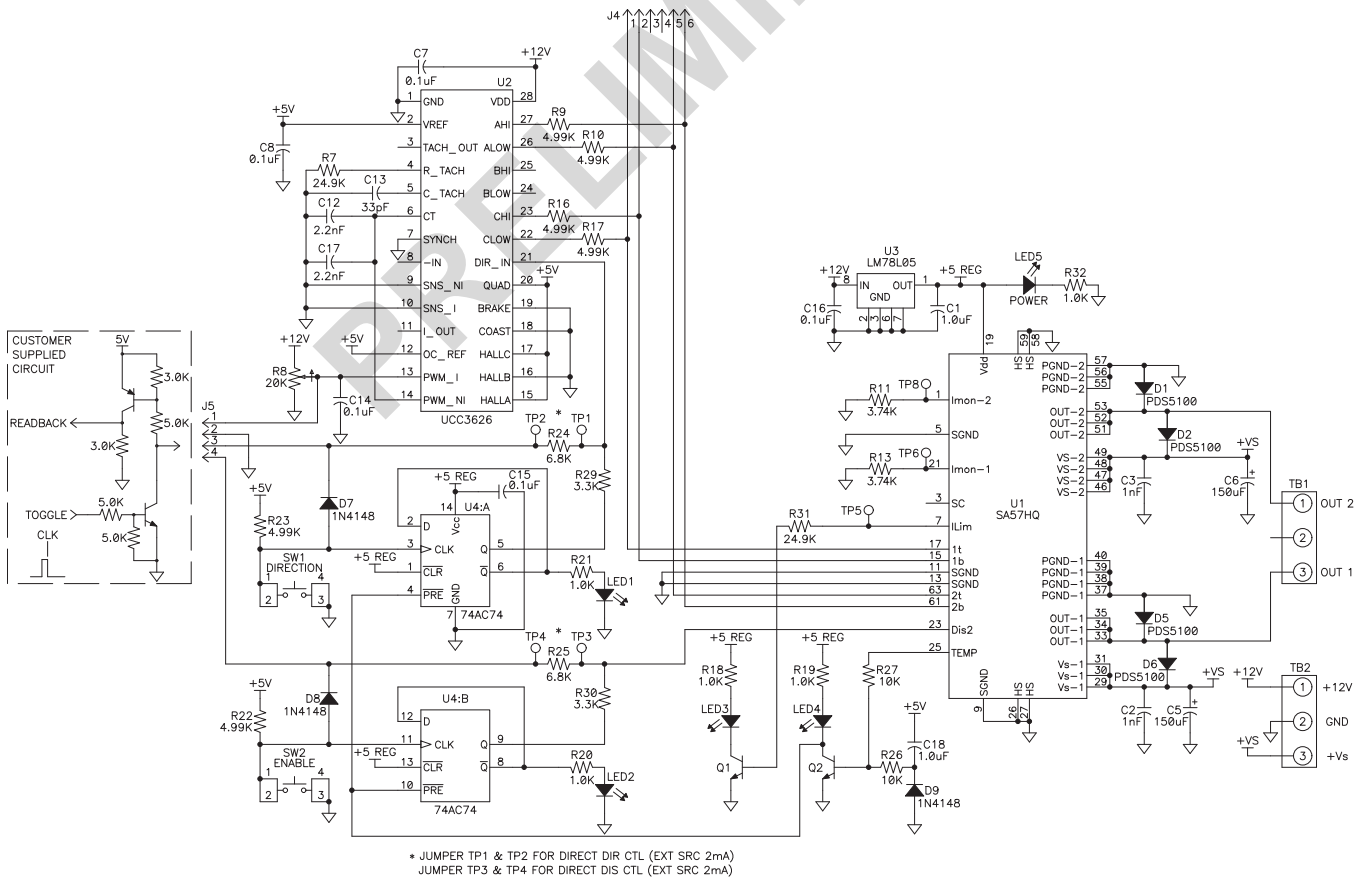 PRELIMI
J4
1 2 3 4 5 6
C7
0.1uF
+12V
U2
1 GND
VDD 28
+5V
2 VREF
AHI 27
R9
4.99K
3 TACH_OUT
ALOW 26
R10
4.99K
C8
0.1uF
R7
24.9K
4 R_TACH
BHI 25
C13
33pF
5 C_TACH
BLOW 24
C12
2.2nF
6 CT
CHI 23
R16
4.99K
7 SYNCH
CLOW 22
R17
4.99K
C17
2.2nF
8 -IN
DIR_IN 21
+5V
9 SNS_NI
QUAD 20
10 SNS_I
BRAKE 19
11 I_OUT
COAST 18
+12V
+5V
12 OC_REF
HALLC 17
R8
20K
13 PWM_I
HALLB 16
C14
0.1uF
14 PWM_NI
HALLA 15
UCC3626
CUSTOMER
SUPPLIED
CIRCUIT
5V
3.0K
READBACK
5.0K
3.0K
TOGGLE
5.0K
5.0K
CLK
J5
1
2
3
4
TP2
*
TP1
R24
6.8K
R29
3.3K
D7
1N4148
+5V
R23
4.99K
SW1
DIRECTION
1 4
2 3
+5 REG
C15
0.1uF
14
Vcc
U4:A
2 D
3 CLK
Q 5
+5 REG
1 CLR
Q 6
4 PRE
GND
7
74AC74
R21
1.0K
LED1
TP4
*
TP3
R25
6.8K
R30
3.3K
D8
1N4148
+5V
R22
4.99K
SW2
ENABLE
1 4
2 3
U4:B
12 D
11 CLK
Q 9
+5 REG
13 CLR
Q 8
10 PRE
74AC74
R20
1.0K
LED2
+5 REG
R18
1.0K
LED3
Q1
+5 REG
R19
1.0K
LED4
Q2
R27
10K
R26
10K
+5V
C18
1.0uF
D9
1N4148
U3
LM78L05
+12V
8 IN
OUT 1
GND
2 3 6 7
C16
0.1uF
+5 REG
C1
1.0uF
LED5
POWER
R32
1.0K
19
Vdd
59 58
HS HS
U1
SA57HQ
R11
3.74K
TP8
1 Imon-2
5 SGND
R13
3.74K
TP6
21 Imon-1
3 SC
R31
24.9K
TP5
7 ILim
17 1t
15 1b
11 SGND
13 SGND
63 2t
61 2b
23 Dis2
25 TEMP
SGND HS HS
9 26 27
PGND-2 57
PGND-2 56
PGND-2 55
OUT-2 53
OUT-2 52
OUT-2 51
VS-2 49
VS-2 48
VS-2 47
VS-2 46
PGND-1 40
PGND-1 39
PGND-1 38
PGND-1 37
OUT-1 35
OUT-1 34
OUT-1 33
Vs-1 31
Vs-1 30
Vs-1 29
D1
PDS5100
D2
PDS5100
+VS
C3
1nF
C6
150uF
+
D5
PDS5100
D6
PDS5100
+VS
C2
1nF
C5
150uF
+
TB1
1 OUT 2
2
3 OUT 1
TB2
+12V
1 +12V
2 GND
+VS
3 +Vs
* JUMPER TP1 & TP2 FOR DIRECT DIR CTL (EXT SRC 2mA)
JUMPER TP3 & TP4 FOR DIRECT DIS CTL (EXT SRC 2mA)